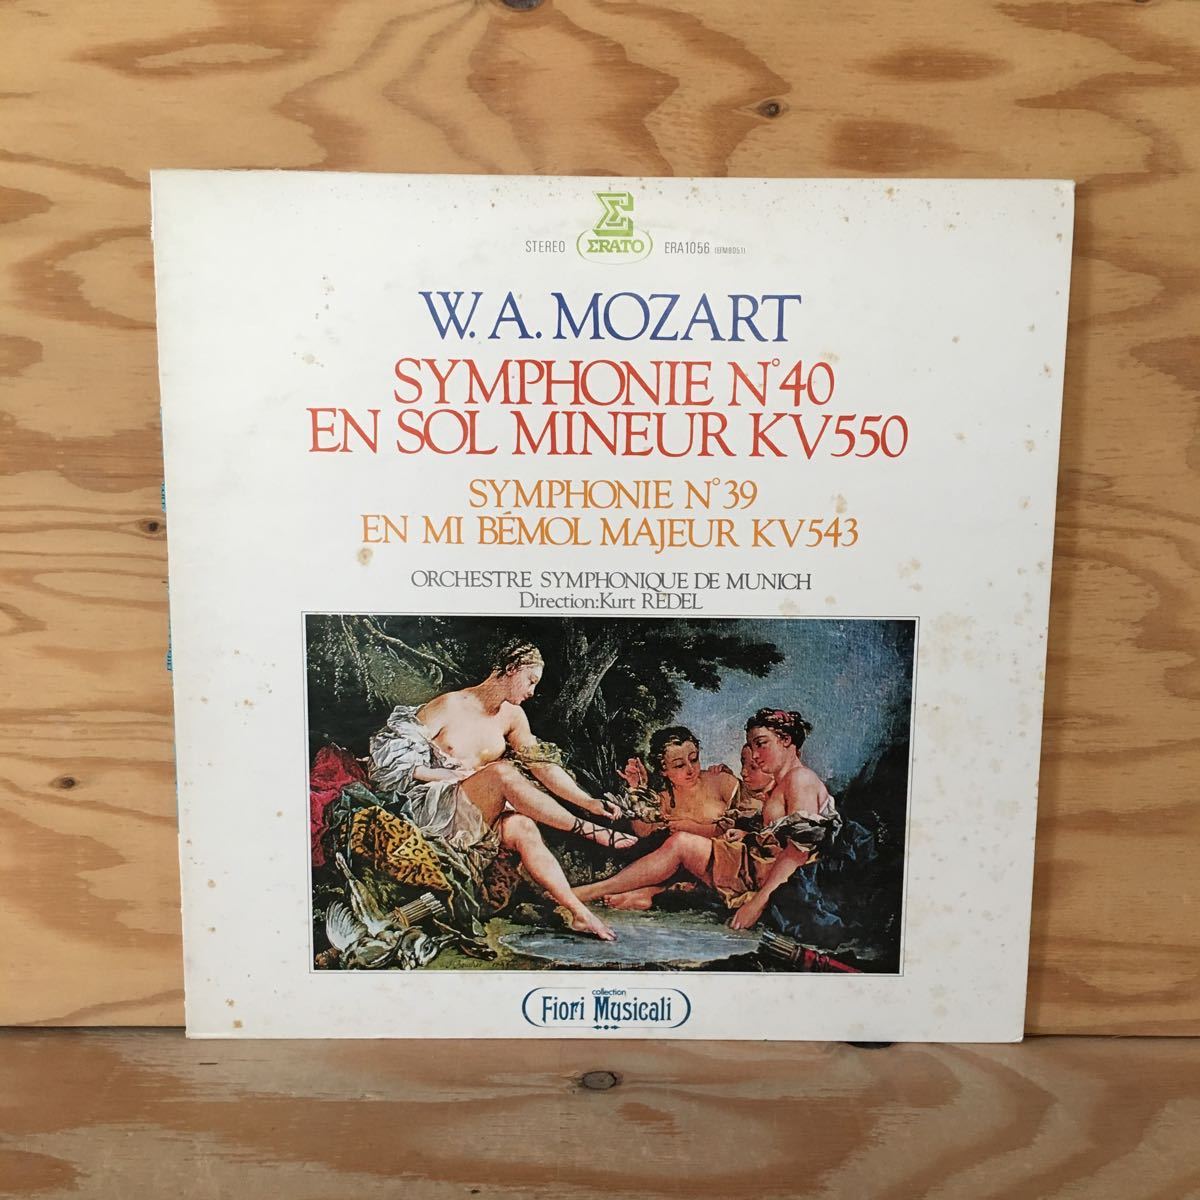 STEREO ERATO ERA1056 (EFM8051)
W. A. MOZART
SYMPHONIE N°40
EN SOL MINEUR KV550
SYMPHONIE N°39
EN MI BÉMOL MAJEUR KV543
ORCHESTRE SYMPHONIQUE DE MUNICH
Direction:Kurt REDEL
collection
Fiori Musicali